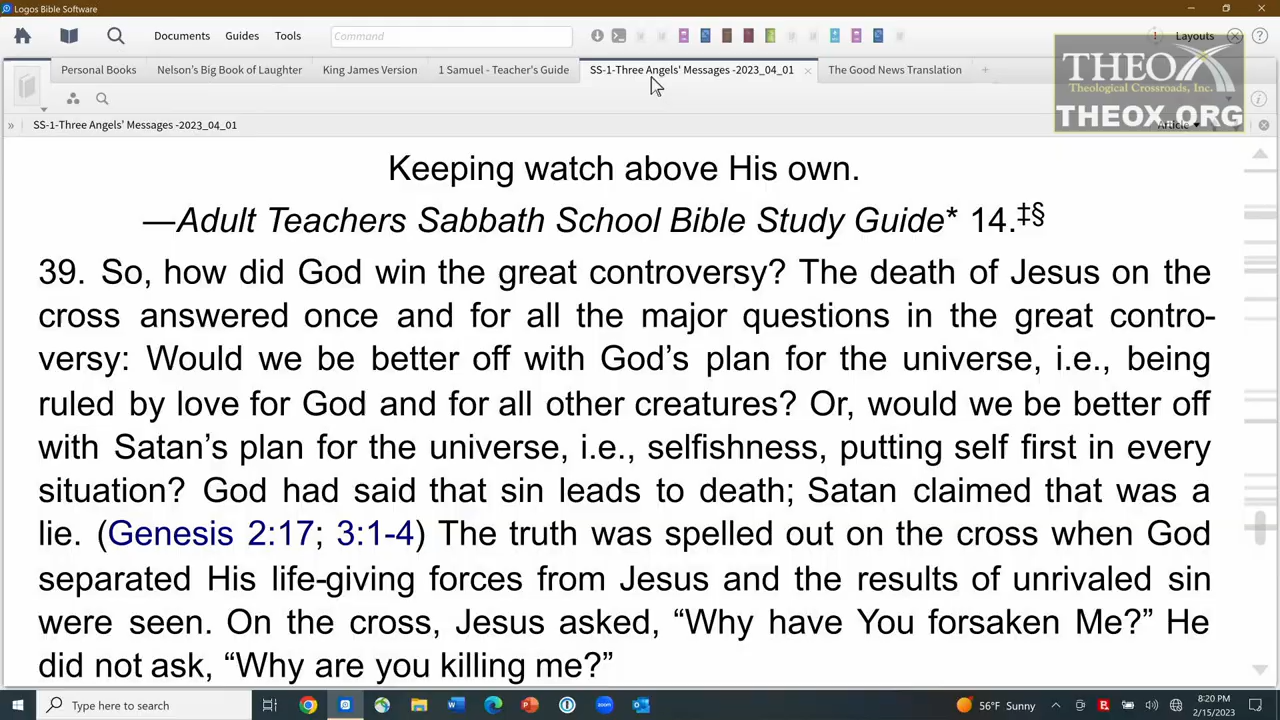 Logos Bible Software
Documents Guides Tools Command Layouts
Personal Books Nelson's Big Book of Laughter King James Versi 1 Samuel - Teacher's Guide SS-1-Three Angels' Messages -2023_04_01 The Good News Translation
THEOX
Theological Crossroads, Inc.
THEOX.ORG
SS-1-Three Angels' Messages -2023_04_01 Article
Keeping watch above His own.
—Adult Teachers Sabbath School Bible Study Guide* 14.‡§
39. So, how did God win the great controversy? The death of Jesus on the
cross answered once and for all the major questions in the great contro-
versy: Would we be better off with God’s plan for the universe, i.e., being
ruled by love for God and for all other creatures? Or, would we be better off
with Satan’s plan for the universe, i.e., selfishness, putting self first in every
situation? God had said that sin leads to death; Satan claimed that was a
lie. (Genesis 2:17; 3:1-4) The truth was spelled out on the cross when God
separated His life-giving forces from Jesus and the results of unrivaled sin
were seen. On the cross, Jesus asked, “Why have You forsaken Me?” He
did not ask, “Why are you killing me?”
Type here to search 56°F Sunny 8:20 PM
2/15/2023